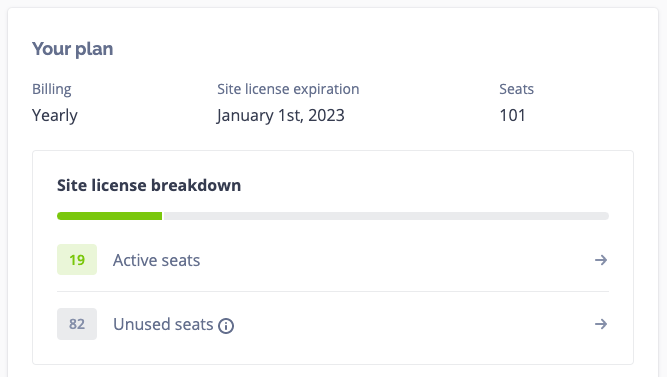 Your plan
Billing
Site license expiration
Seats
Yearly
January 1st, 2023
101
Site license breakdown
19 Active seats
82 Unused seats